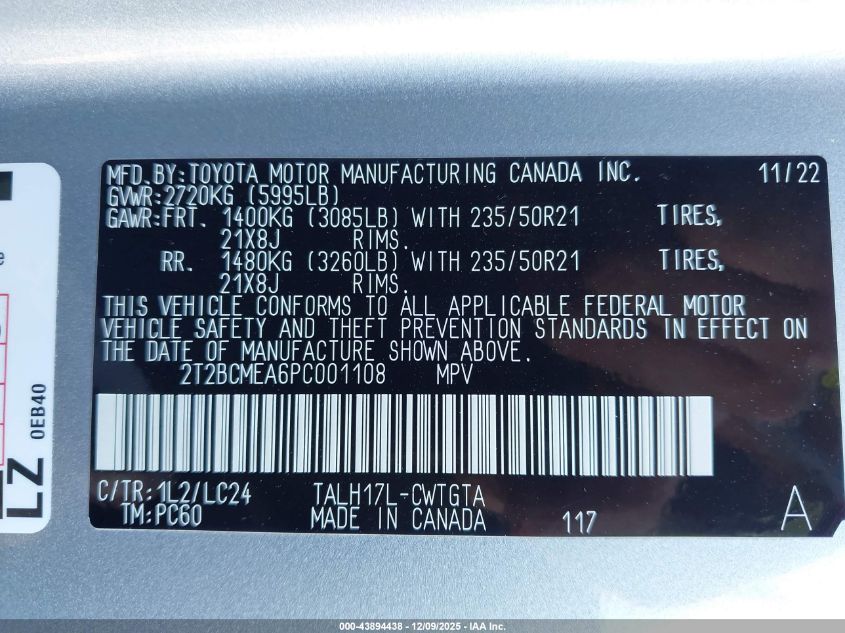 MFD.BY:TOYOTA MOTOR MANUFACTURING CANADA INC. 11/22
GVWR:2720KG (5995LB)
GAWR:FRT. 1400KG (3085LB) WITH 235/50R21 TIRES,
21X8J RIMS.
RR. 1480KG (3260LB) WITH 235/50R21 TIRES,
21X8J RIMS.
THIS VEHICLE CONFORMS TO ALL APPLICABLE FEDERAL MOTOR
VEHICLE SAFETY AND THEFT PREVENTION STANDARDS IN EFFECT ON
THE DATE OF MANUFACTURE SHOWN ABOVE.
2T2BCMEA6PC001108 MPV
C/TR:1L2/LC24 TALH17L-CWTGTA
TM:PC60 MADE IN CANADA 117 A
0EB40
LZ
000-43894438 - 12/09/2025 - IAA Inc.